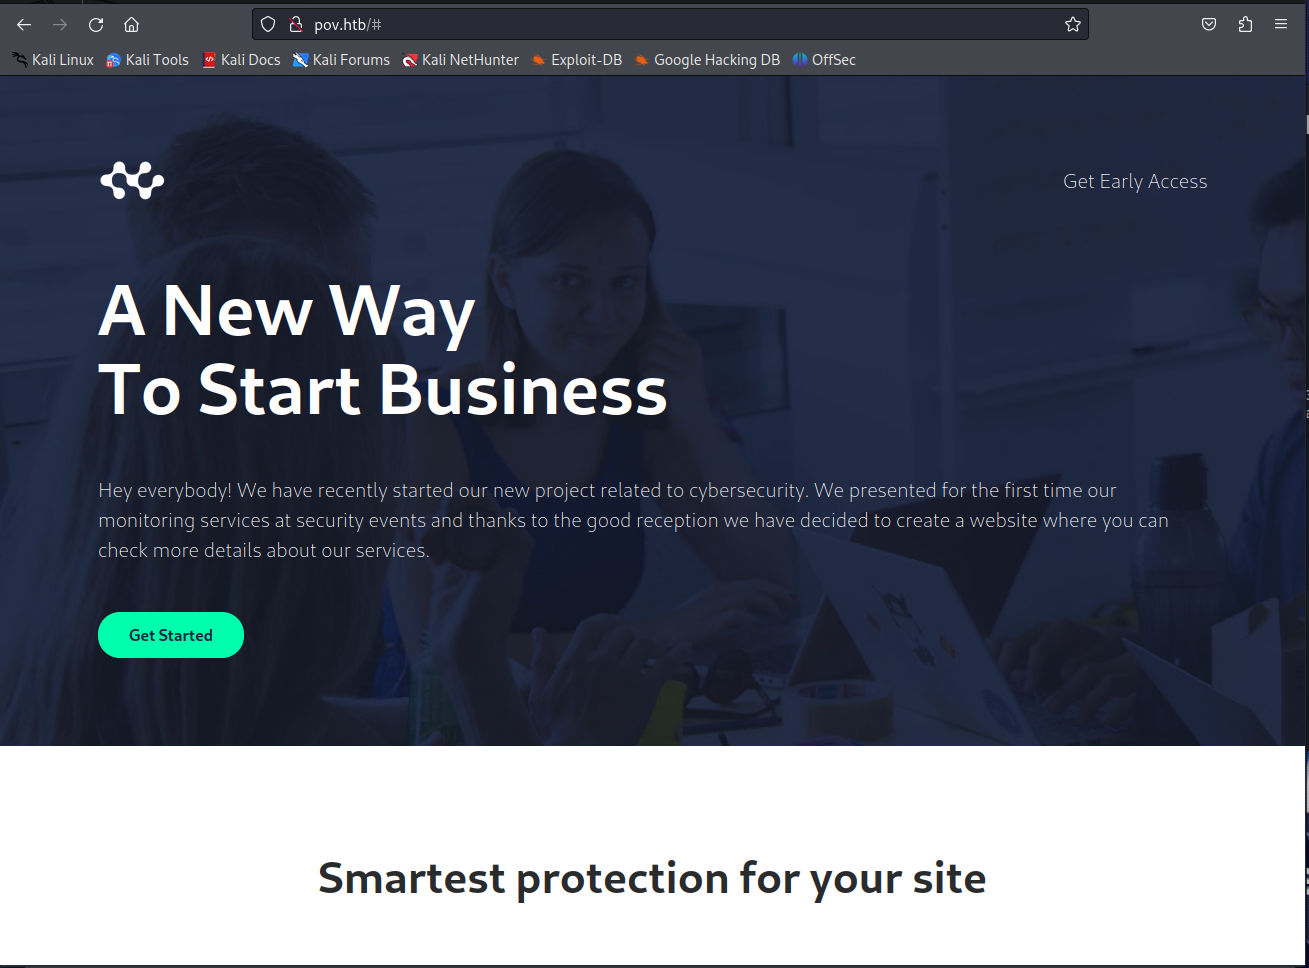 pov.htb/#
Kali Linux Kali Tools Kali Docs Kali Forums Kali NetHunter Exploit-DB Google Hacking DB OffSec
Get Early Access
A New Way
To Start Business
Hey everybody! We have recently started our new project related to cybersecurity. We presented for the first time our
monitoring services at security events and thanks to the good reception we have decided to create a website where you can
check more details about our services.
Get Started
Smartest protection for your site